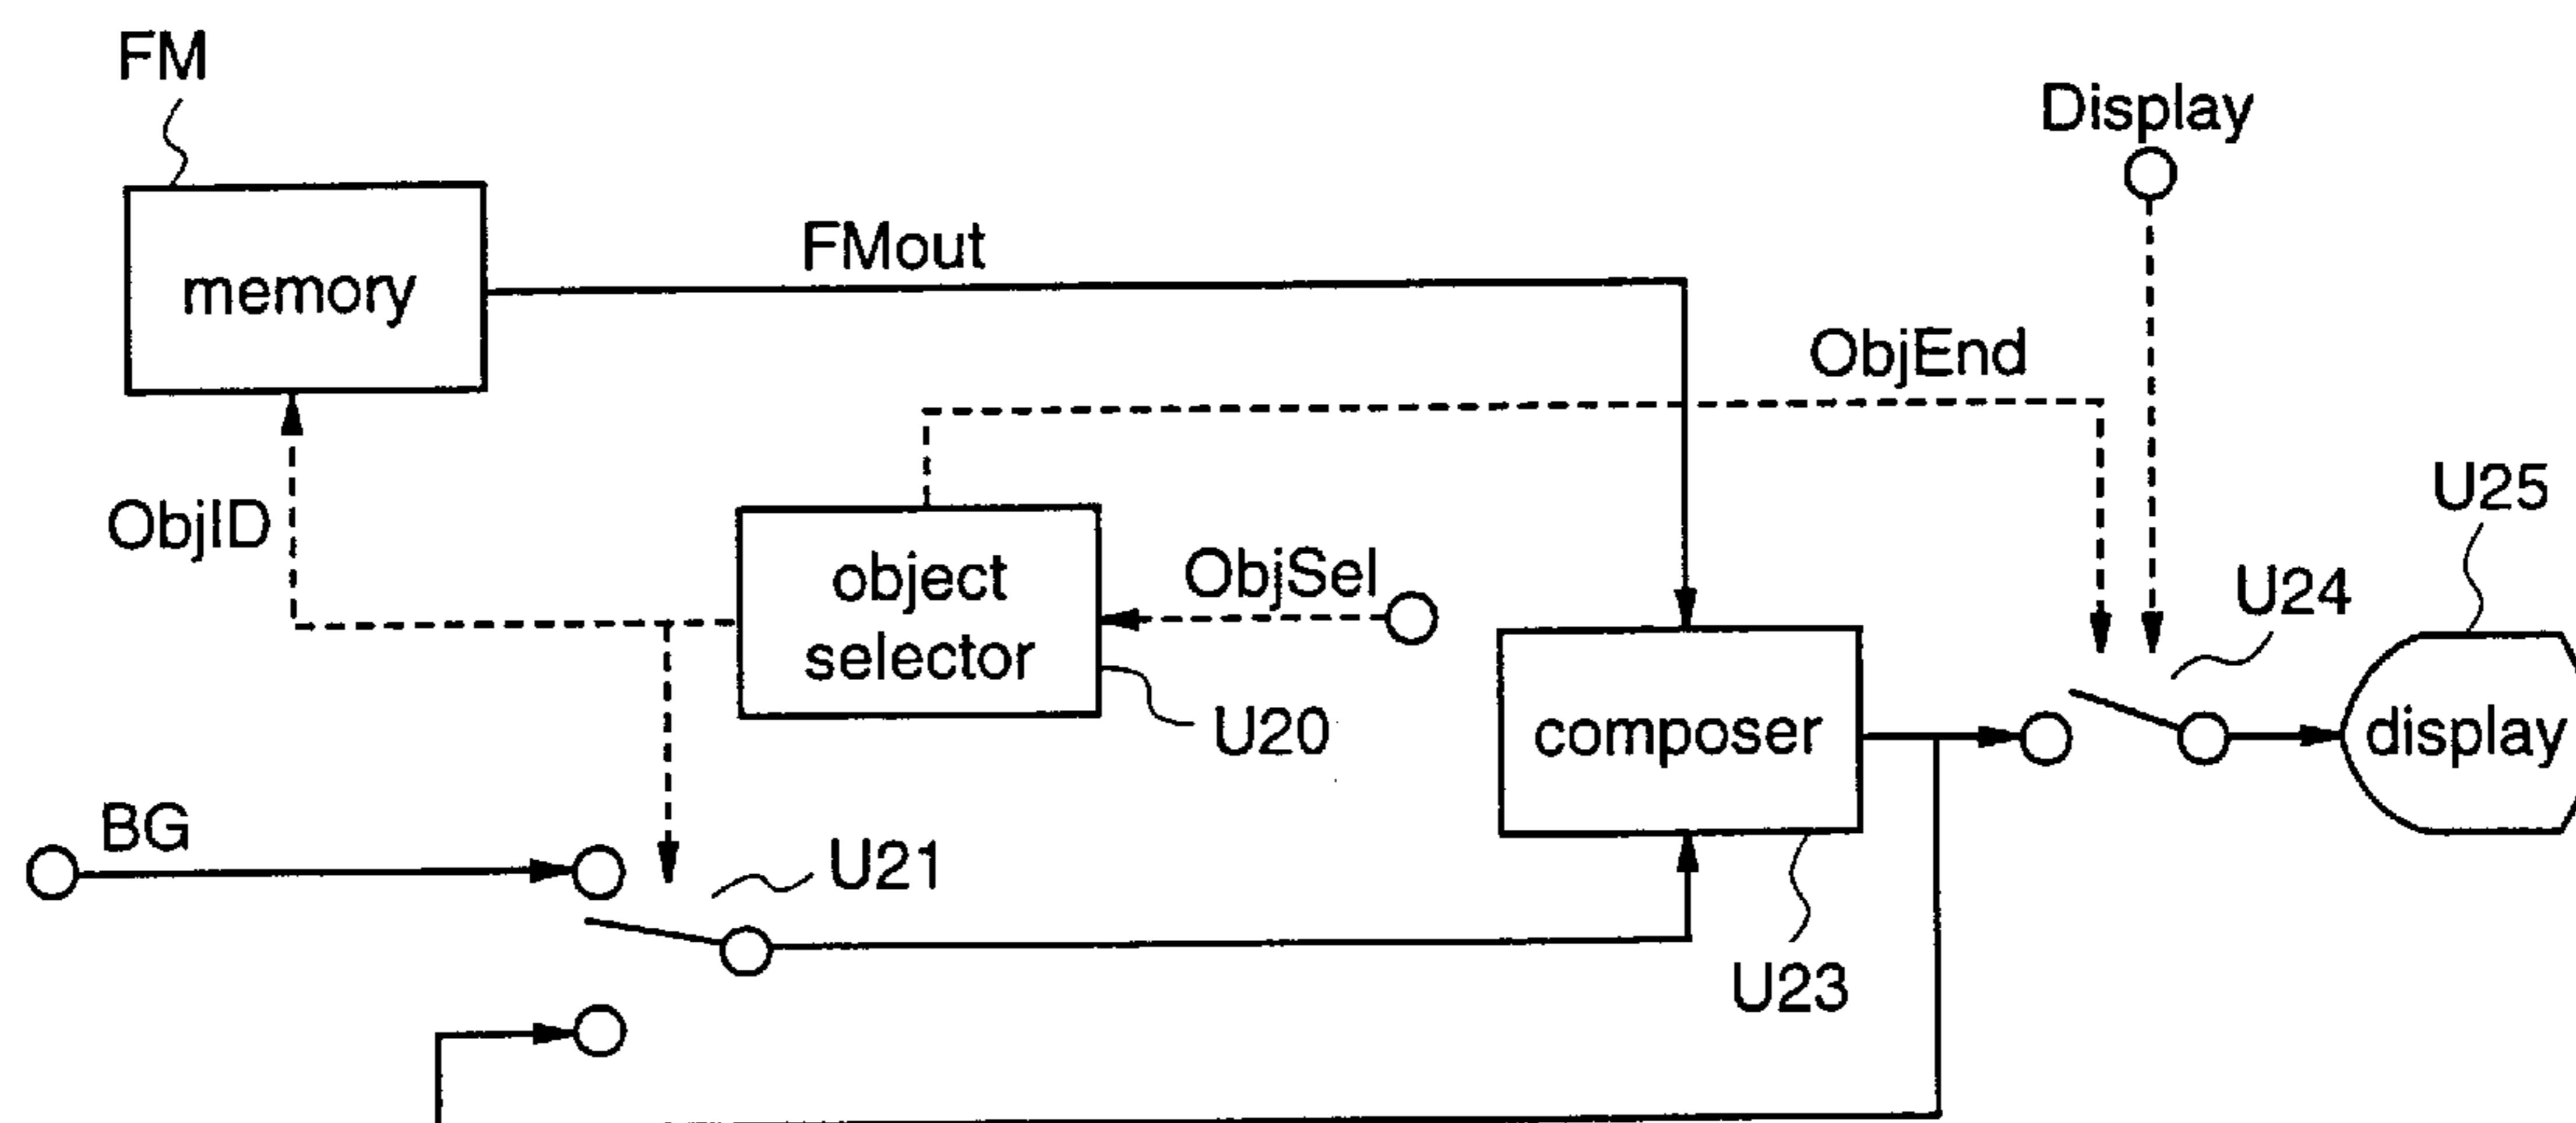 FM
Display
memory
FMout
ObjEnd
ObjID
object
selector
ObjSel
U20
U25
U24
composer
display
BG
U21
U23